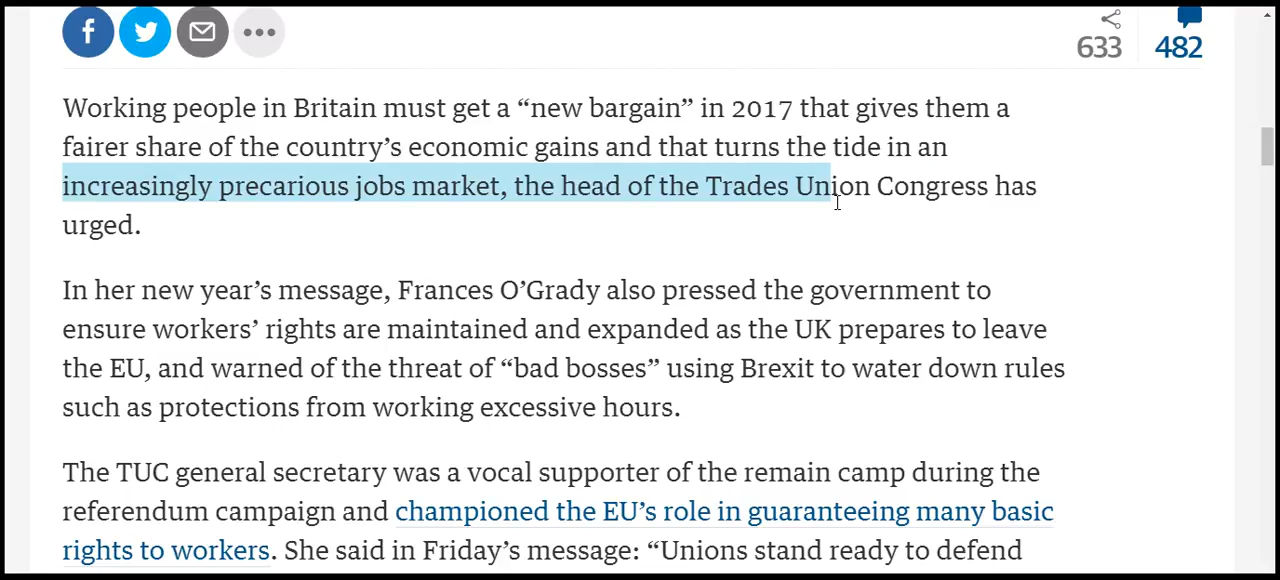 633
482
Working people in Britain must get a “new bargain” in 2017 that gives them a
fairer share of the country’s economic gains and that turns the tide in an
increasingly precarious jobs market, the head of the Trades Union Congress has
urged.
In her new year’s message, Frances O’Grady also pressed the government to
ensure workers’ rights are maintained and expanded as the UK prepares to leave
the EU, and warned of the threat of “bad bosses” using Brexit to water down rules
such as protections from working excessive hours.
The TUC general secretary was a vocal supporter of the remain camp during the
referendum campaign and championed the EU’s role in guaranteeing many basic
rights to workers. She said in Friday’s message: “Unions stand ready to defend